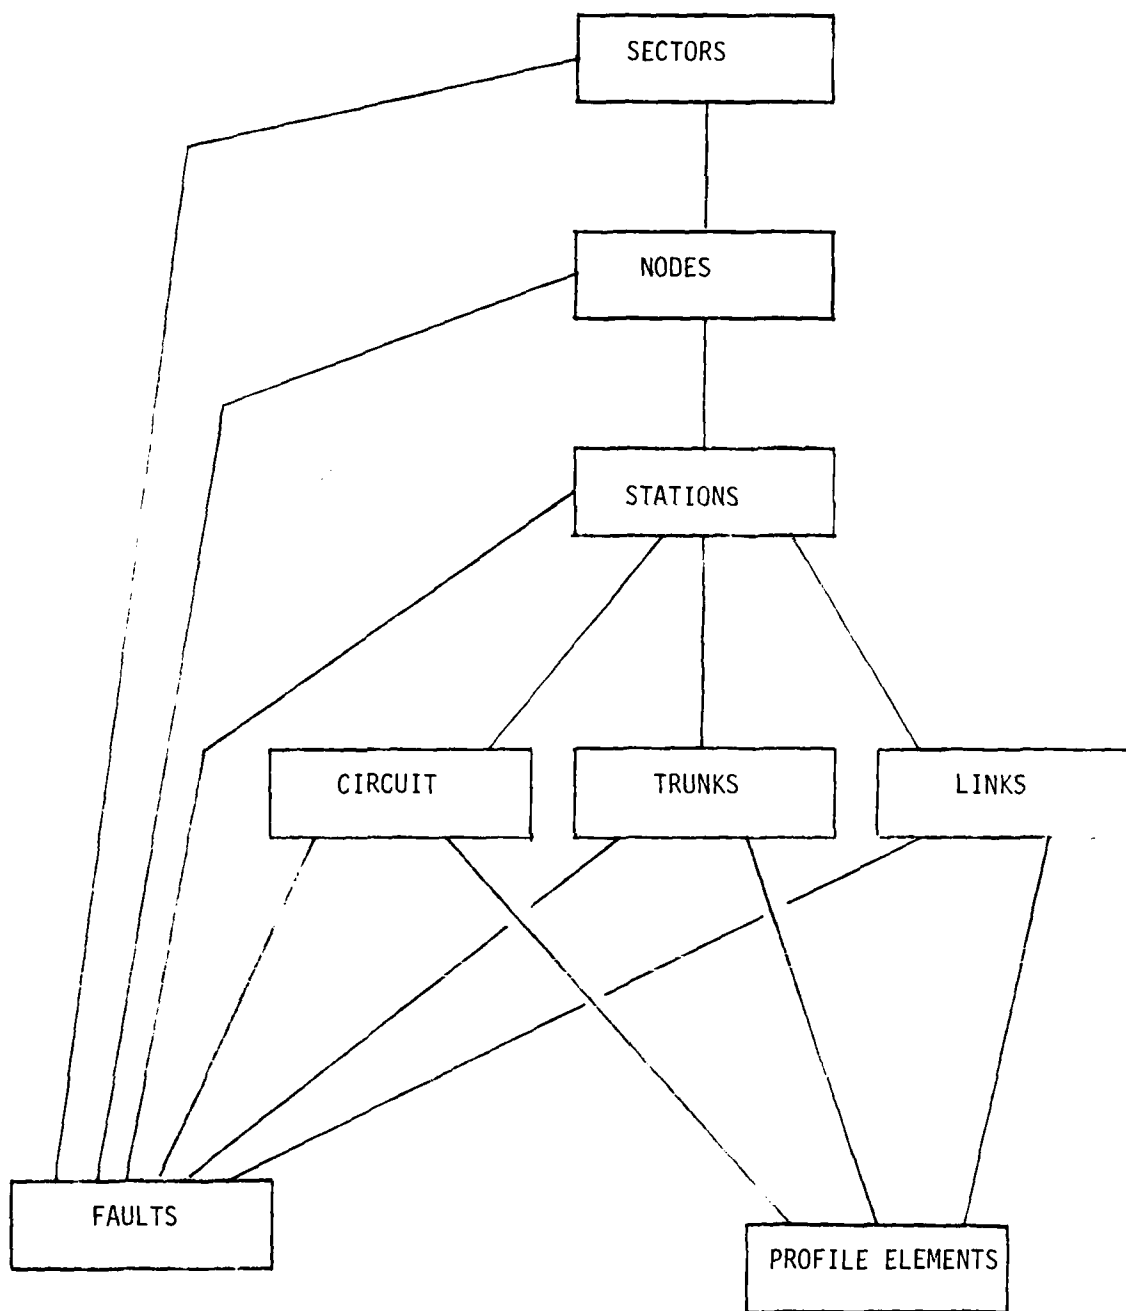 SECTORS
NODES
STATIONS
CIRCUIT
TRUNKS
LINKS
FAULTS
PROFILE ELEMENTS